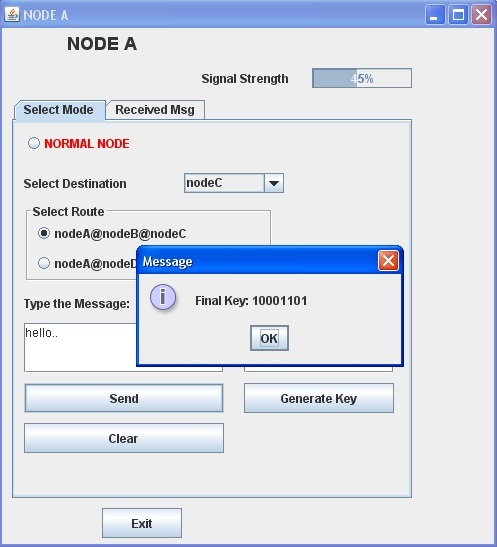 NODE A
NODE A
Signal Strength 45%
Select Mode Received Msg
NORMAL NODE
Select Destination nodeC
Select Route
nodeA@nodeB@nodeC
Message
nodeA@nodeD
Final Key: 10001101
Type the Message:
hello..
OK
Send Generate Key
Clear
Exit